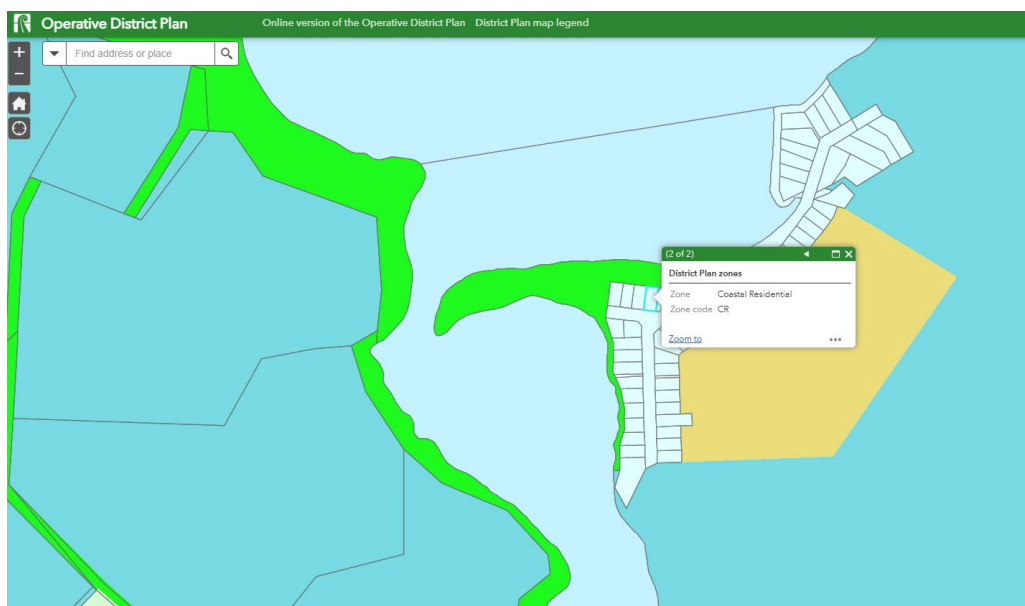 Operative District Plan
Online version of the Operative District Plan District Plan map legend
+
Find address or place
−
(2 of 2)
District Plan zones
Zone Coastal Residential
Zone code CR
Zoom to